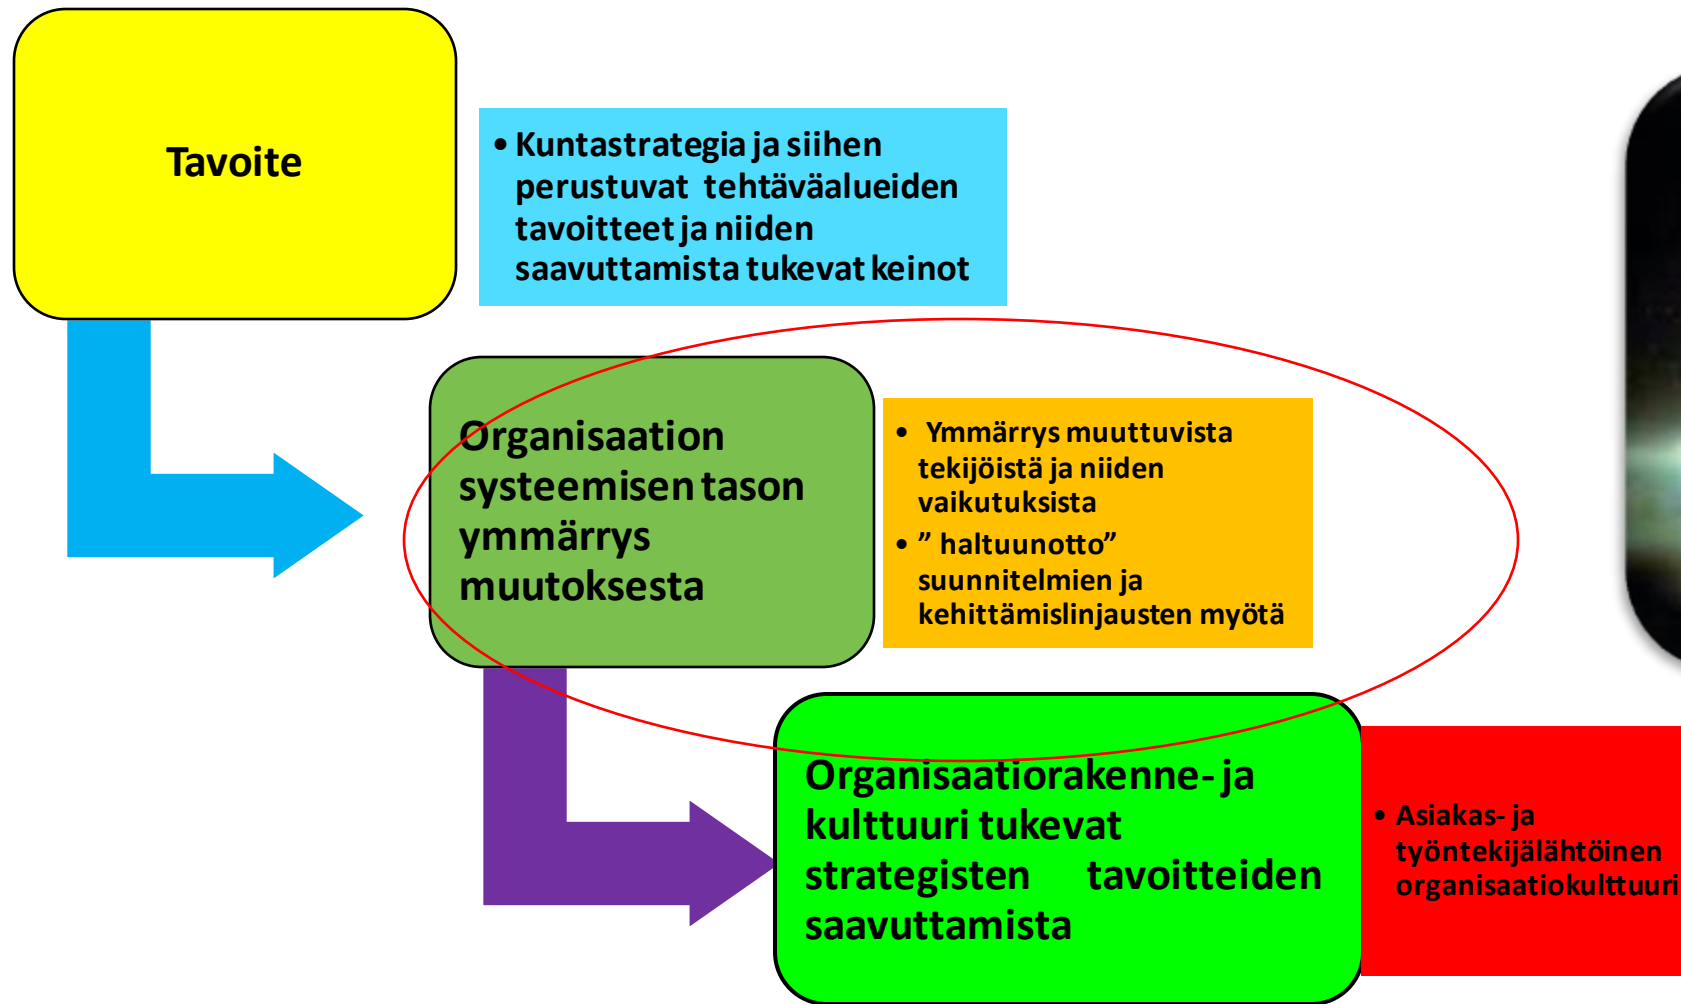 Tavoite
• Kuntastrategia ja siihen
perustuvat tehtäväalueiden
tavoitteet ja niiden
saavuttamista tukevat keinot
Organisaation
systeemisen tason
ymmärrys
muutoksesta
• Ymmärrys muuttuvista
tekijöistä ja niiden
vaikutuksista
• ” haltuunotto”
suunnitelmien ja
kehittämislinjausten myötä
Organisaatiorakenne- ja
kulttuuri tukevat
strategisten tavoitteiden
saavuttamista
• Asiakas- ja
työntekijälähtöinen
organisaatiokulttuuri